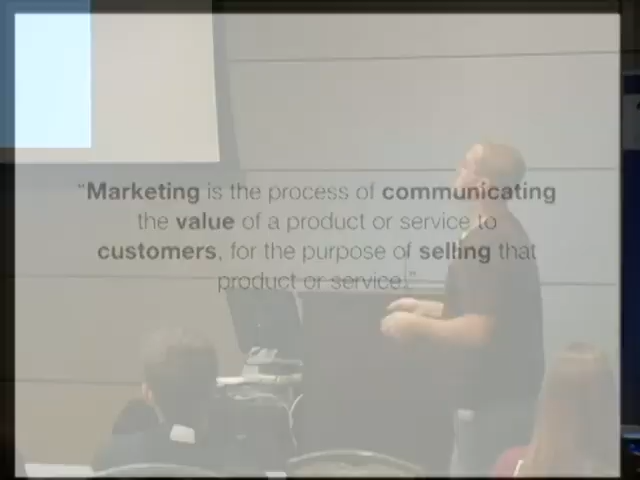 “Marketing is the process of communicating
the value of a product or service to
customers, for the purpose of selling that
product or service.”